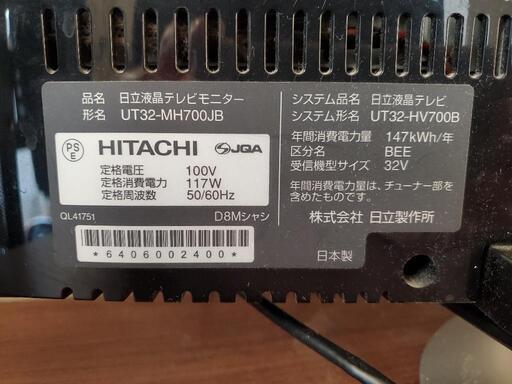 品名 日立液晶テレビモニター
形名 UT32-MH700JB
PS
E
HITACHI JQA
定格電圧 100V
定格消費電力 117W
定格周波数 50/60Hz
QL41751 D8Mシャシ
*6406002400*
システム品名 日立液晶テレビ
システム形名 UT32-HV700B
年間消費電力量 147kWh/年
区分名 BEE
受信機型サイズ 32V
年間消費電力量は、チューナー部を
含めたものです。
株式会社 日立製作所
日本製